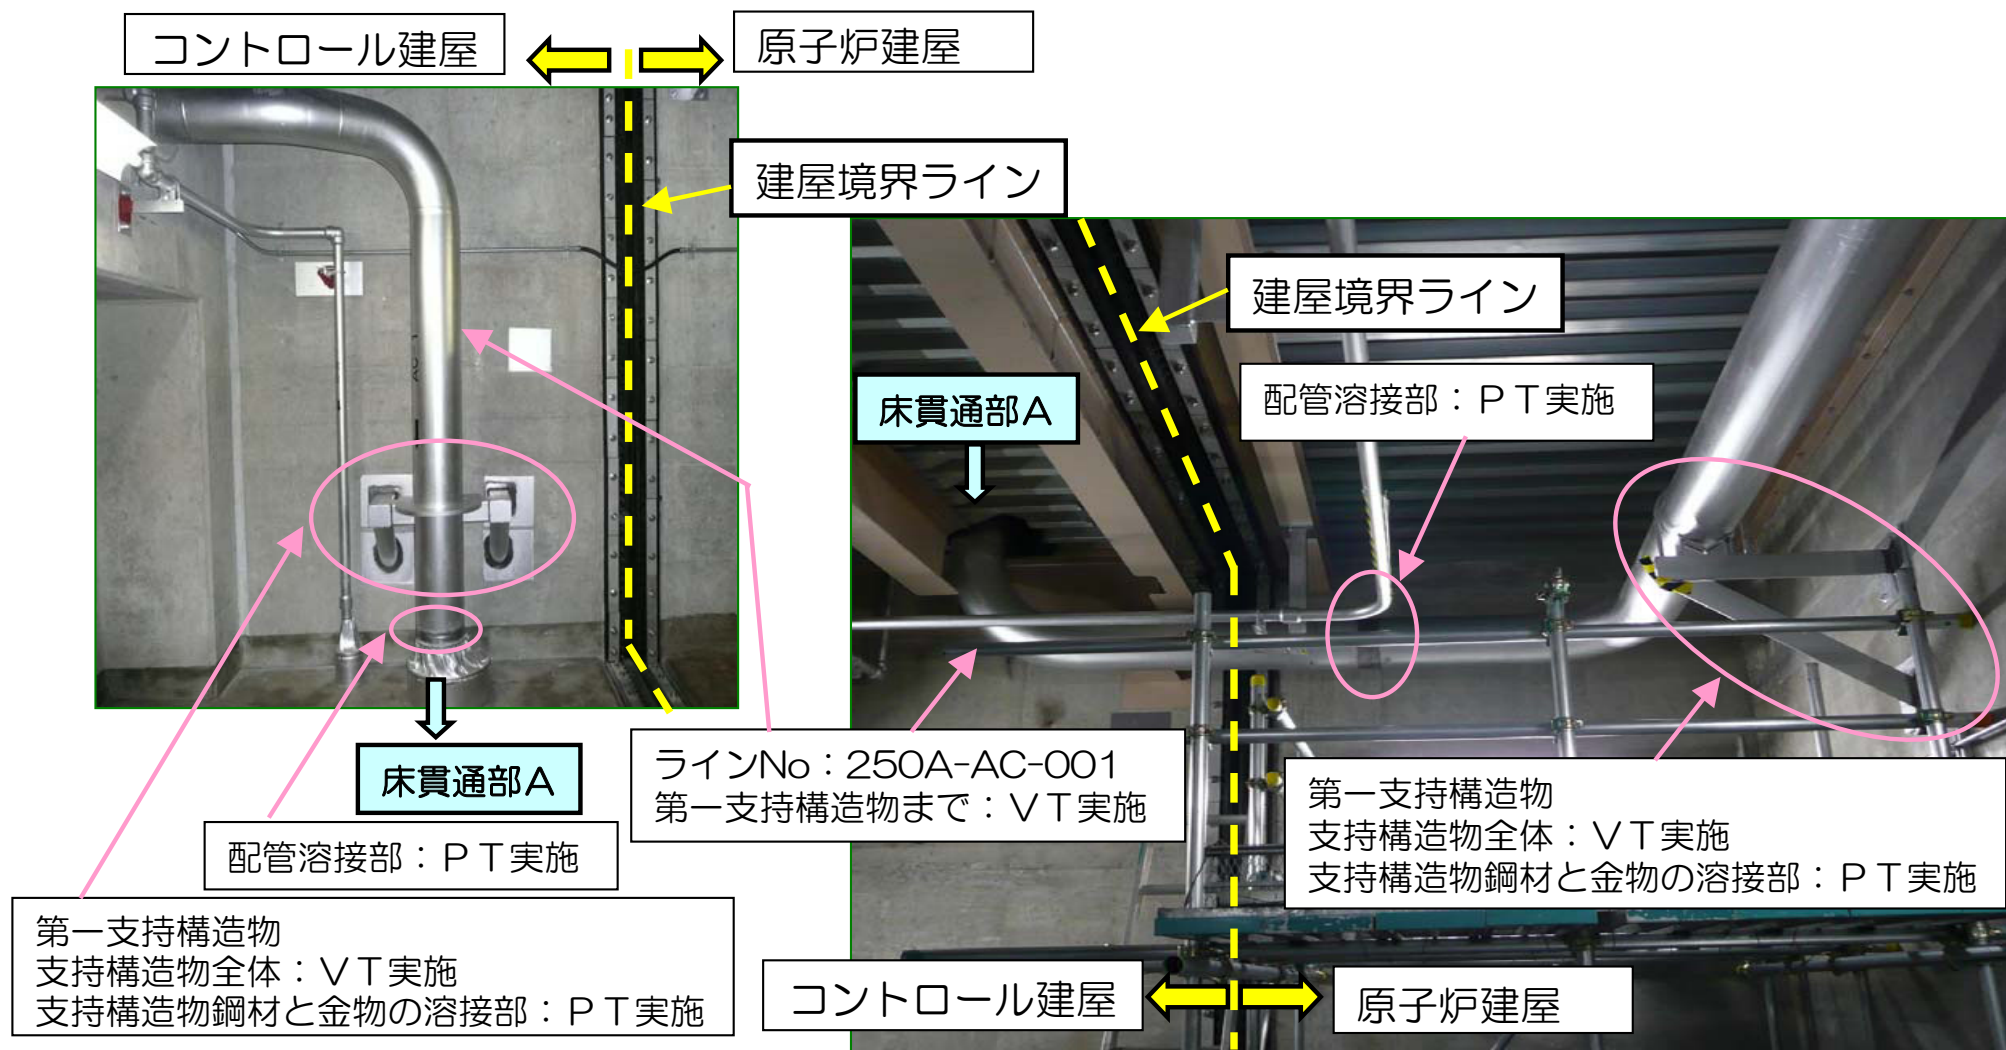 コントロール建屋
原子炉建屋
建屋境界ライン
建屋境界ライン
配管溶接部：ＰＴ実施
床貫通部A
床貫通部A
ラインNo：250A-AC-001
第一支持構造物まで：ＶＴ実施
配管溶接部：ＰＴ実施
第一支持構造物
支持構造物全体：ＶＴ実施
支持構造物鋼材と金物の溶接部：ＰＴ実施
第一支持構造物
支持構造物全体：ＶＴ実施
支持構造物鋼材と金物の溶接部：ＰＴ実施
コントロール建屋
原子炉建屋